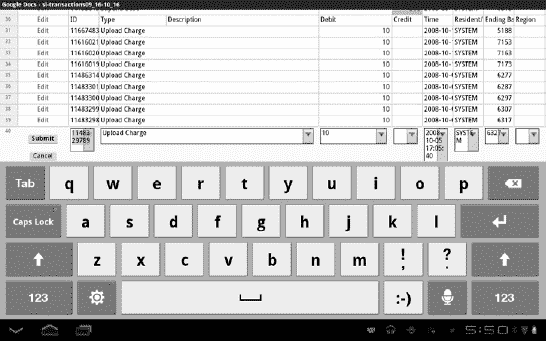 Google Docs - sl-transactions09_16-10_16
30 Edit ID Type Description Debit Credit Time Resident/ Ending Ba Region
31 Edit 11667483 Upload Charge 10 2008-10- SYSTEM 5188
32 Edit 11616021 Upload Charge 10 2008-10- SYSTEM 7153
33 Edit 11616020 Upload Charge 10 2008-10- SYSTEM 7163
34 Edit 11616019 Upload Charge 10 2008-10- SYSTEM 7173
35 Edit 11486314 Upload Charge 10 2008-10- SYSTEM 6277
36 Edit 11483301 Upload Charge 10 2008-10- SYSTEM 6287
37 Edit 11483300 Upload Charge 10 2008-10- SYSTEM 6297
38 Edit 11483299 Upload Charge 10 2008-10- SYSTEM 6307
39 Edit 11483298 Upload Charge 10 2008-10- SYSTEM 6317
40 Submit 11483 29789 Upload Charge 10 2008- 10-05 17:05: 40 SYSTE M 632
Cancel
Tab q w e r t y u i o p
Caps Lock a s d f g h j k l
z x c v b n m ! , ? .
123 :-) 123
5:50